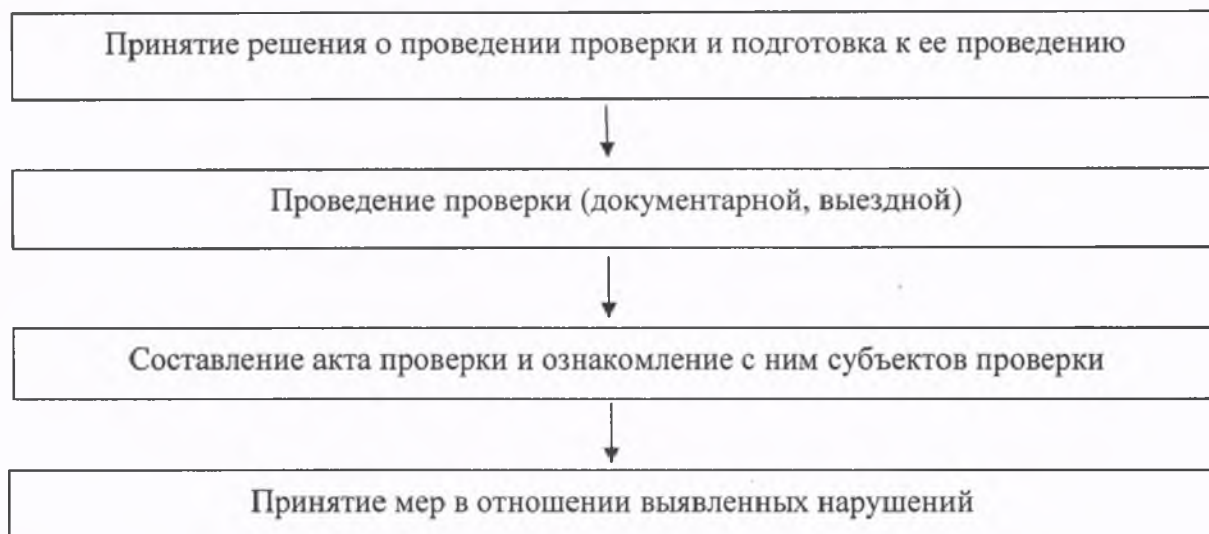 Принятие решения о проведении проверки и подготовка к ее проведению
Проведение проверки (документарной, выездной)
Составление акта проверки и ознакомление с ним субъектов проверки
Принятие мер в отношении выявленных нарушений